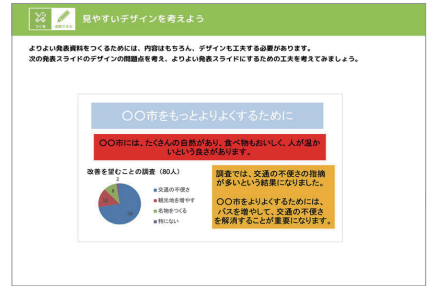 見やすいデザインを考えよう
よりよい発表資料をつくるためには、内容はもちろん、デザインも工夫する必要があります。
次の発表スライドのデザインの問題点を考え、よりよい発表スライドにするための工夫を考えてみましょう。
〇〇市をもっとよりよくするために
〇〇市には、たくさんの自然があり、食べ物もおいしく、人が温か
いという良さがあります。
改善を望むことの調査（80人）
2
交通の不便さ
観光地を増やす
名物をつくる
特にない
調査では、交通の不便さの指摘
が多いという結果になりました。
〇〇市をよりよくするためには、
バスを増やして、交通の不便さ
を解消することが重要になります。